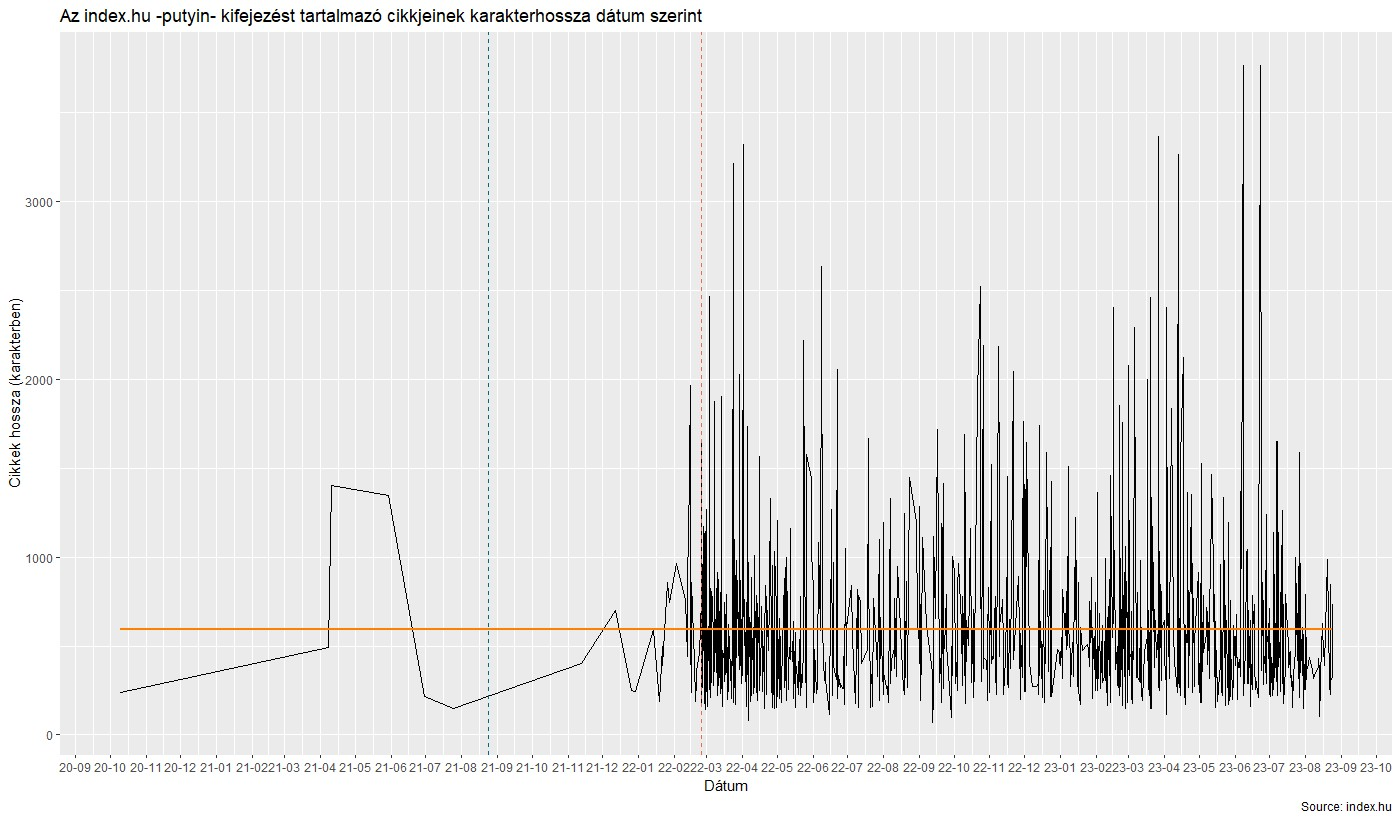 Az index.hu -putyin- kifejezést tartalmazó cikkjeinek karakterhossza dátum szerint
Cikkek hossza (karakterben)
3000
2000
1000
0
20-09 20-10 20-11 20-12 21-01 21-02 21-03 21-04 21-05 21-06 21-07 21-08 21-09 21-10 21-11 21-12 22-01 22-02 22-03 22-04 22-05 22-06 22-07 22-08 22-09 22-10 22-11 22-12 23-01 23-02 23-03 23-04 23-05 23-06 23-07 23-08 23-09 23-10
Dátum
Source: index.hu